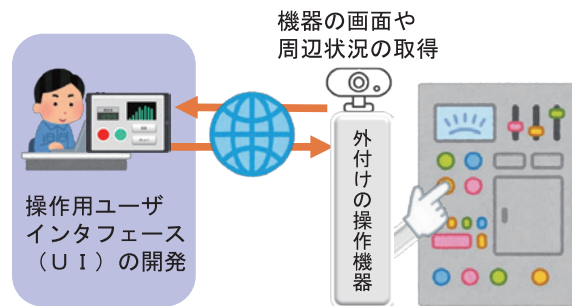 機器の画面や
周辺状況の取得
外付けの操作機器
操作用ユーザ
インタフェース
（ＵＩ）の開発